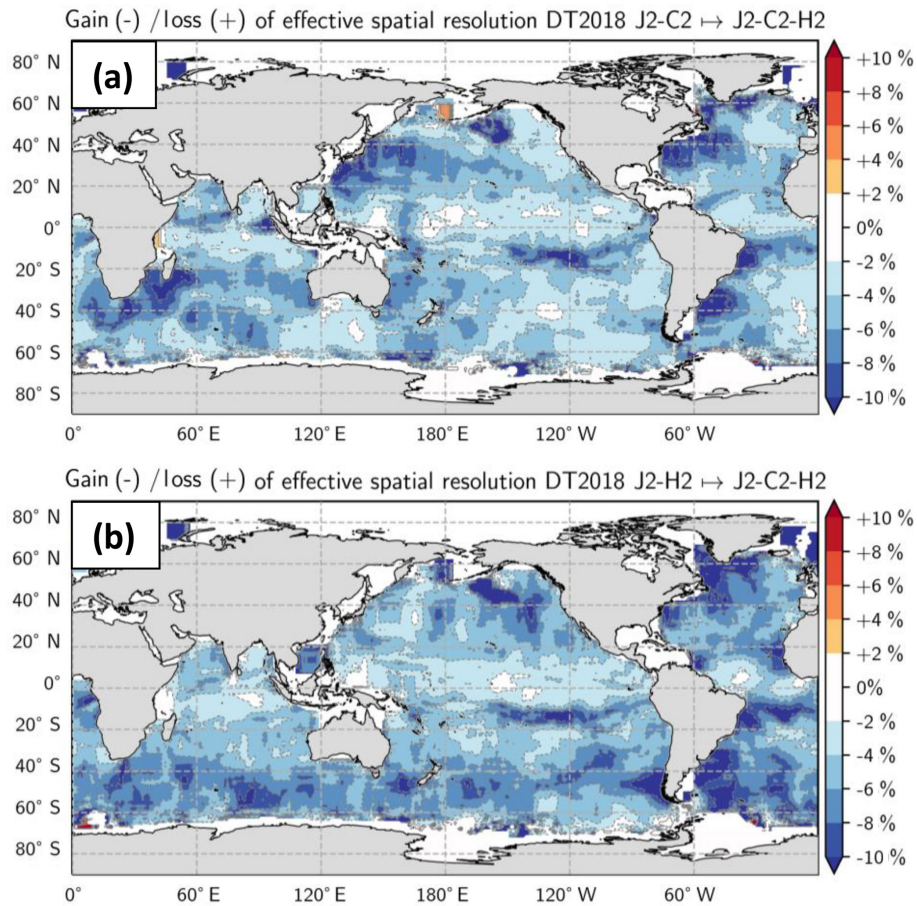 Gain (-) /loss (+) of effective spatial resolution DT2018 J2-C2 ↦ J2-C2-H2
(a)
80° N
60° N
40° N
20° N
0°
20° S
40° S
60° S
80° S
0°
60° E
120° E
180° E
120° W
60° W
+10 %
+8 %
+6 %
+4 %
+2 %
0%
-2 %
-4 %
-6 %
-8 %
-10 %
Gain (-) /loss (+) of effective spatial resolution DT2018 J2-H2 ↦ J2-C2-H2
(b)
80° N
60° N
40° N
20° N
0°
20° S
40° S
60° S
80° S
0°
60° E
120° E
180° E
120° W
60° W
+10 %
+8 %
+6 %
+4 %
+2 %
0%
-2 %
-4 %
-6 %
-8 %
-10 %